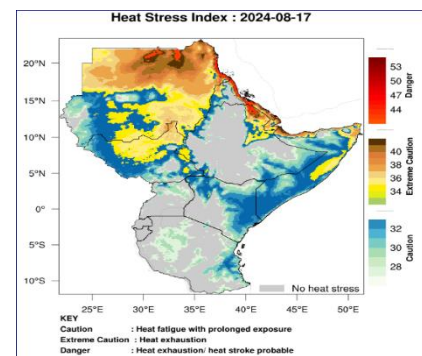 Heat Stress Index : 2024-08-17
20°N
15°N
10°N
5°N
0°
5°S
10°S
25°E 30°E 35°E 40°E 45°E 50°E
No heat stress
53
50
47
44
Danger
40
38
36
34
Extreme Caution
32
30
28
Caution
KEY
Caution : Heat fatigue with prolonged exposure
Extreme Caution : Heat exhaustion
Danger : Heat exhaustion/ heat stroke probable